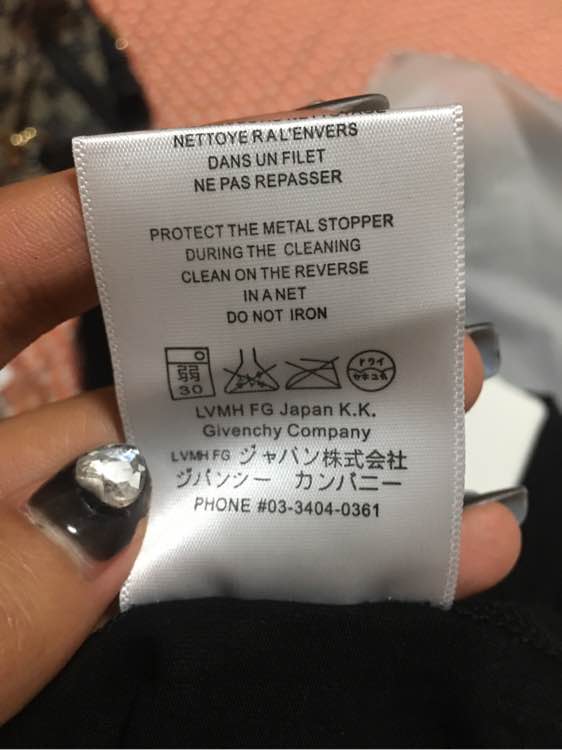 NETTOYER A L'ENVERS
DANS UN FILET
NE PAS REPASSER
PROTECT THE METAL STOPPER
DURING THE CLEANING
CLEAN ON THE REVERSE
IN A NET
DO NOT IRON
弱
30
ドライ
セキユ系
LVMH FG Japan K.K.
Givenchy Company
LVMH FG ジャパン株式会社
ジバンシー カンパニー
PHONE #03-3404-0361